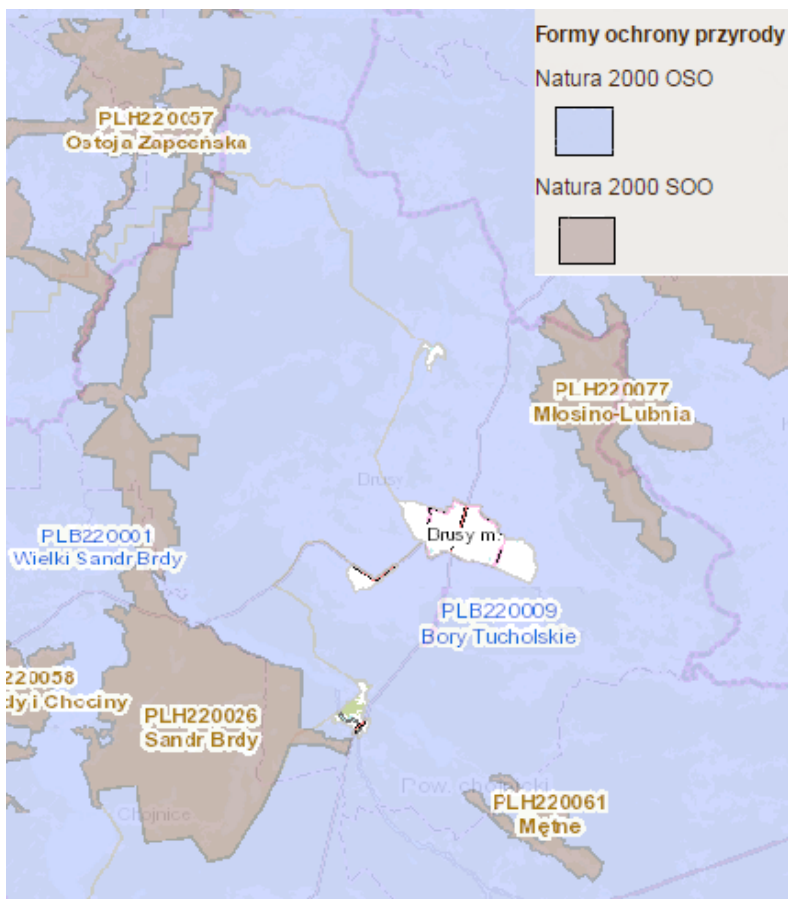 Formy ochrony przyrody
Natura 2000 OSO
Natura 2000 SOO
PLH220057
Ostoja Zapceńska
PLH220077
Młosino-Lubnia
Drusy
Brusy m.
PLB220001
Wielki Sandr Brdy
PLB220009
Bory Tucholskie
220058
dy i Chociny
PLH220026
Sandr Brdy
Pow. chojnicki
PLH220061
Mętne
Chojnice